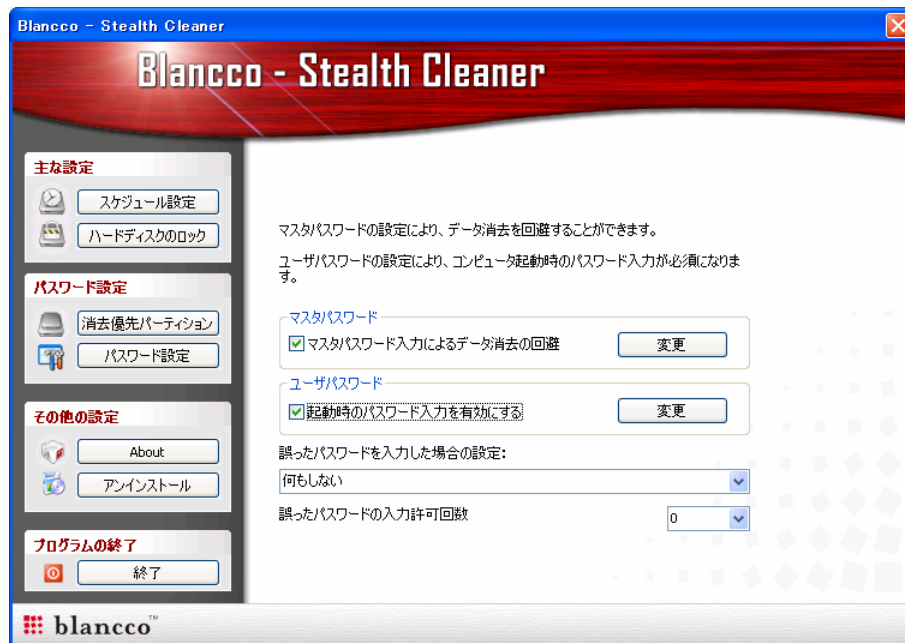 Blancco - Stealth Cleaner
Blancco - Stealth Cleaner
主な設定
スケジュール設定
ハードディスクのロック
パスワード設定
消去優先パーティション
パスワード設定
その他の設定
About
アンインストール
プログラムの終了
終了
マスタパスワードの設定により、データ消去を回避することができます。
ユーザパスワードの設定により、コンピュータ起動時のパスワード入力が必須になりま
す。
マスタパスワード
マスタパスワード入力によるデータ消去の回避
変更
ユーザパスワード
起動時のパスワード入力を有効にする
変更
誤ったパスワードを入力した場合の設定:
何もしない
誤ったパスワードの入力許可回数
0
blancco™